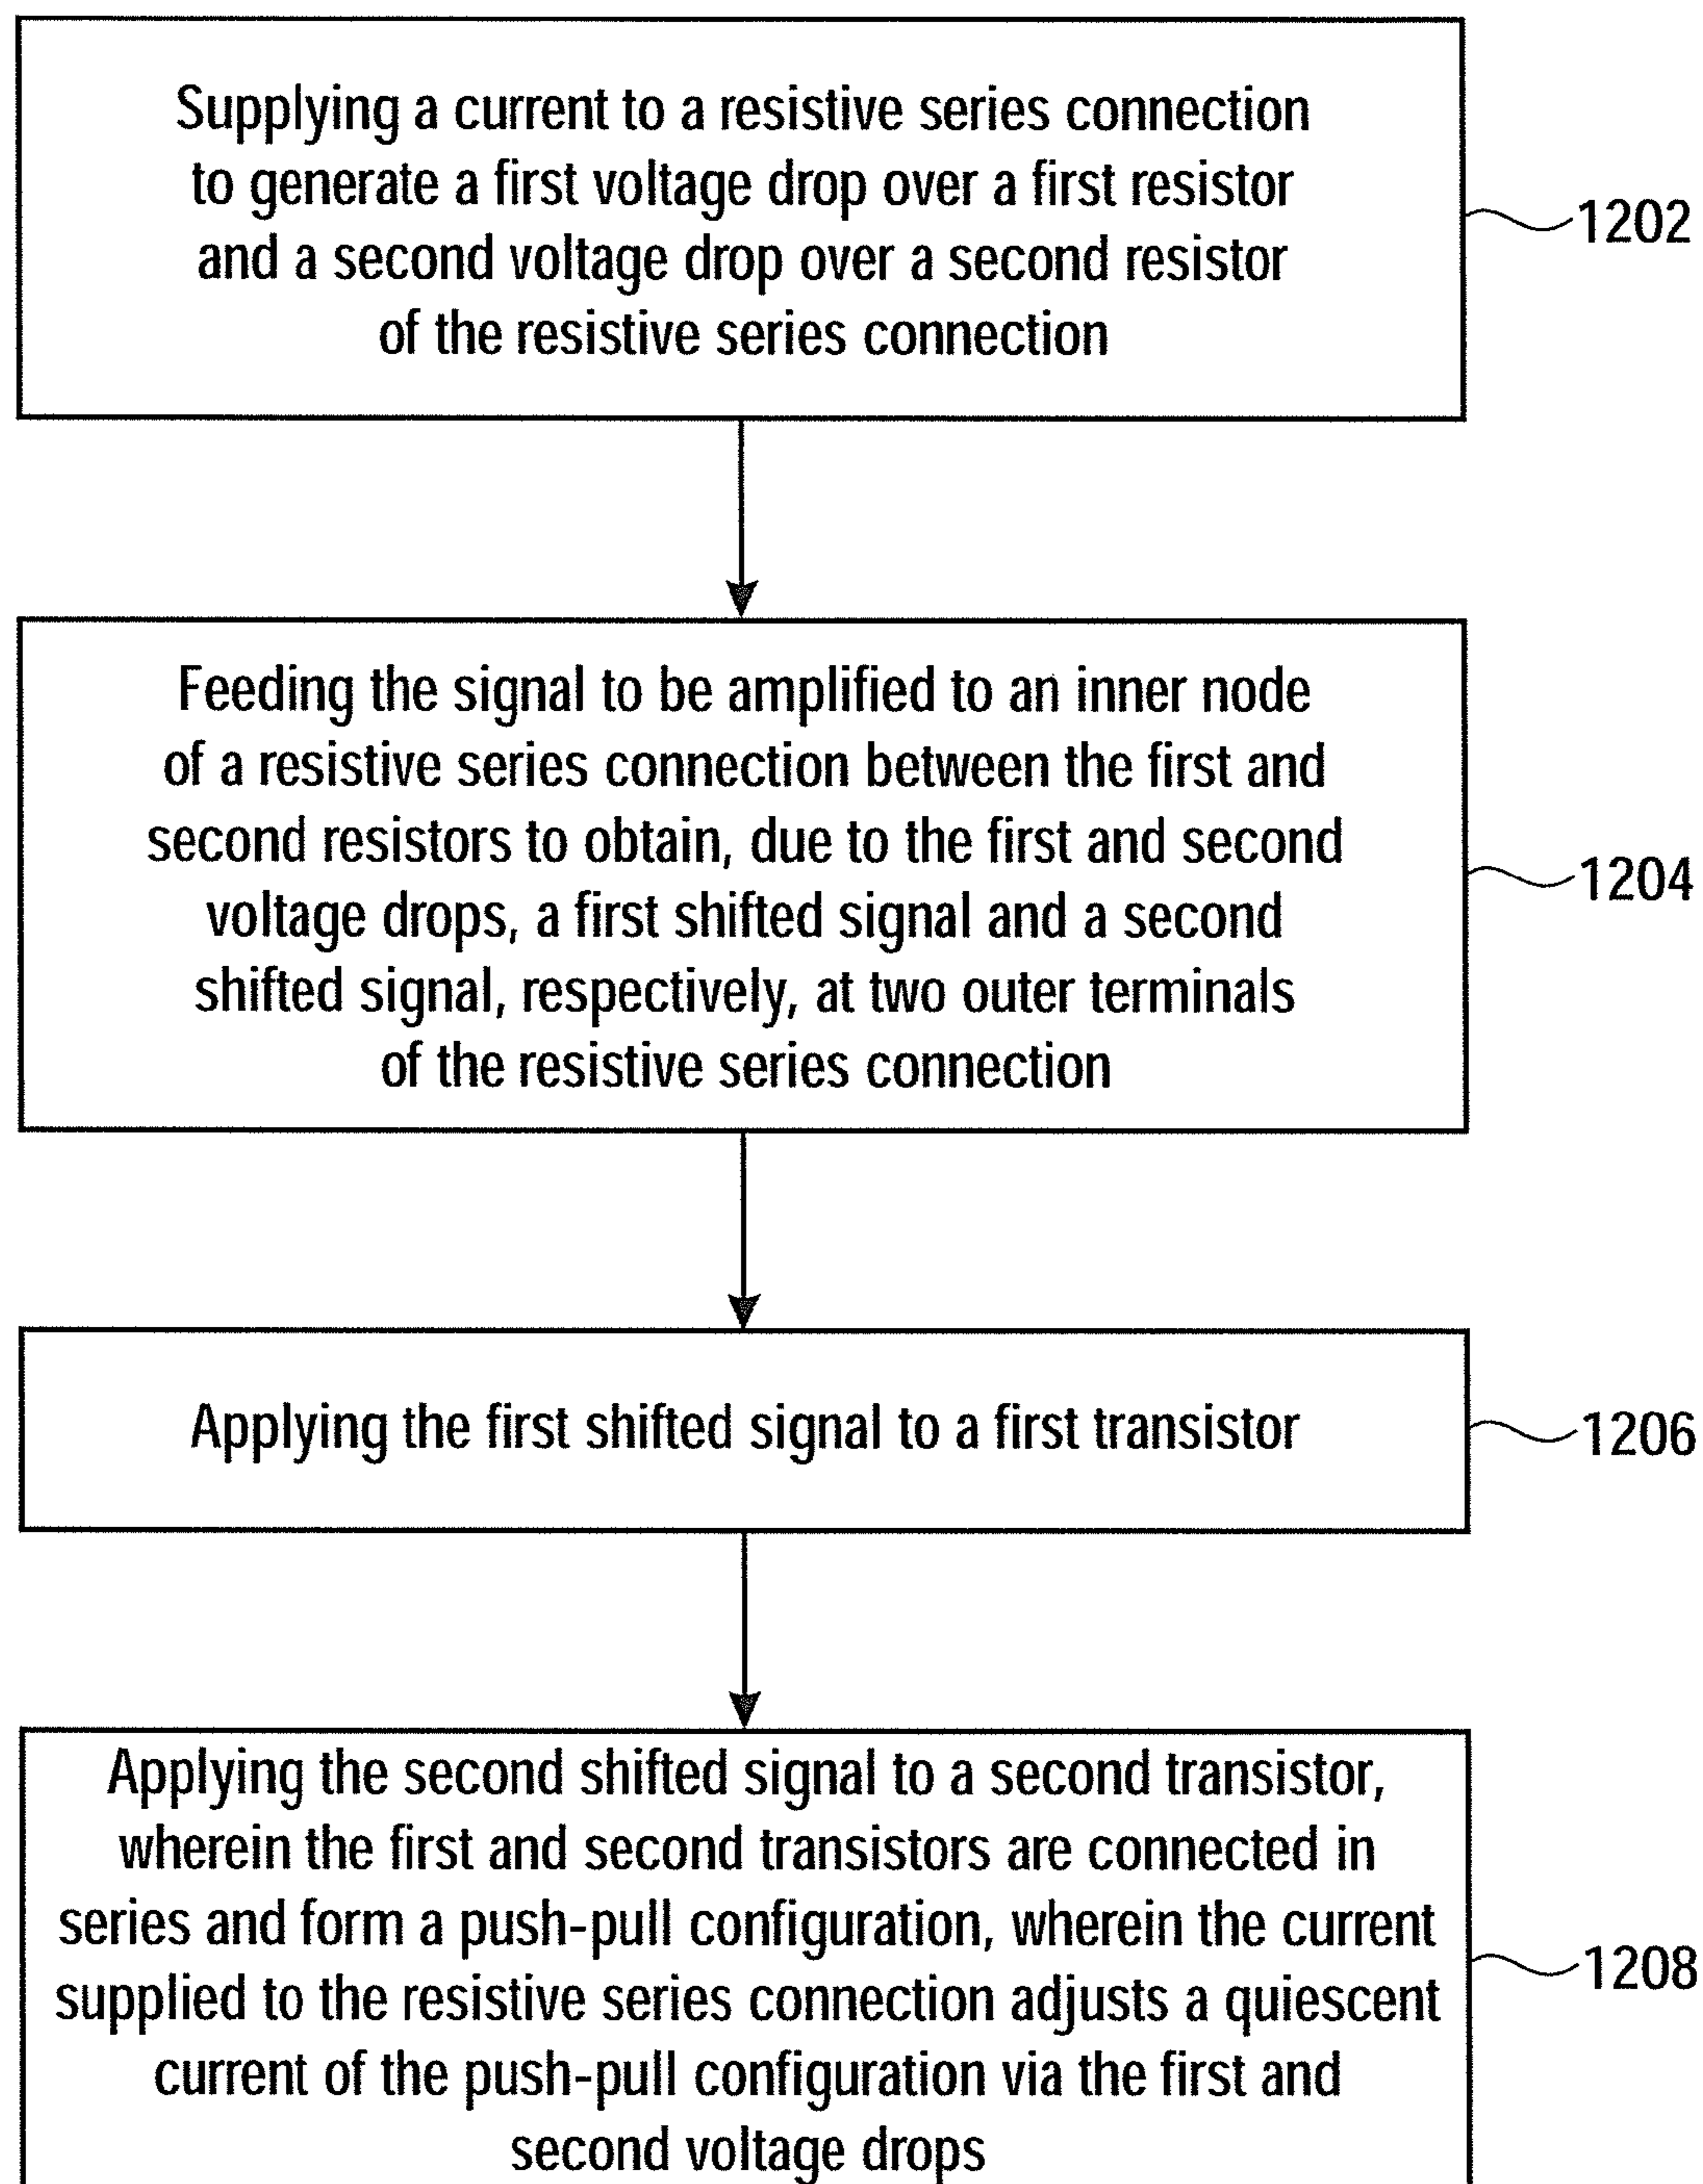 Supplying a current to a resistive series connection
to generate a first voltage drop over a first resistor
and a second voltage drop over a second resistor
of the resistive series connection
1202
Feeding the signal to be amplified to an inner node
of a resistive series connection between the first and
second resistors to obtain, due to the first and second
voltage drops, a first shifted signal and a second
shifted signal, respectively, at two outer terminals
of the resistive series connection
1204
Applying the first shifted signal to a first transistor
1206
Applying the second shifted signal to a second transistor,
wherein the first and second transistors are connected in
series and form a push-pull configuration, wherein the current
supplied to the resistive series connection adjusts a quiescent
current of the push-pull configuration via the first and
second voltage drops
1208